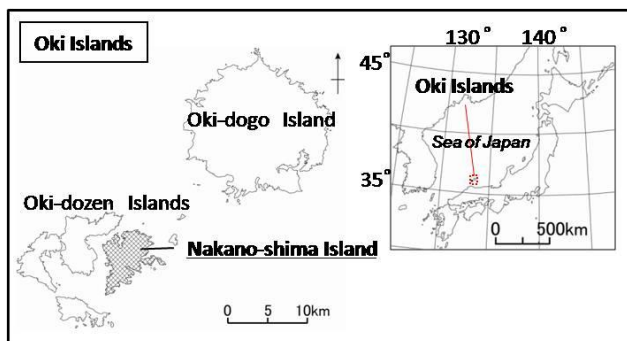 Oki Islands
Oki-dogo Island
Oki-dozen Islands
Nakano-shima Island
0 5 10km
130° 140°
45°
Oki Islands
Sea of Japan
35°
0 500km